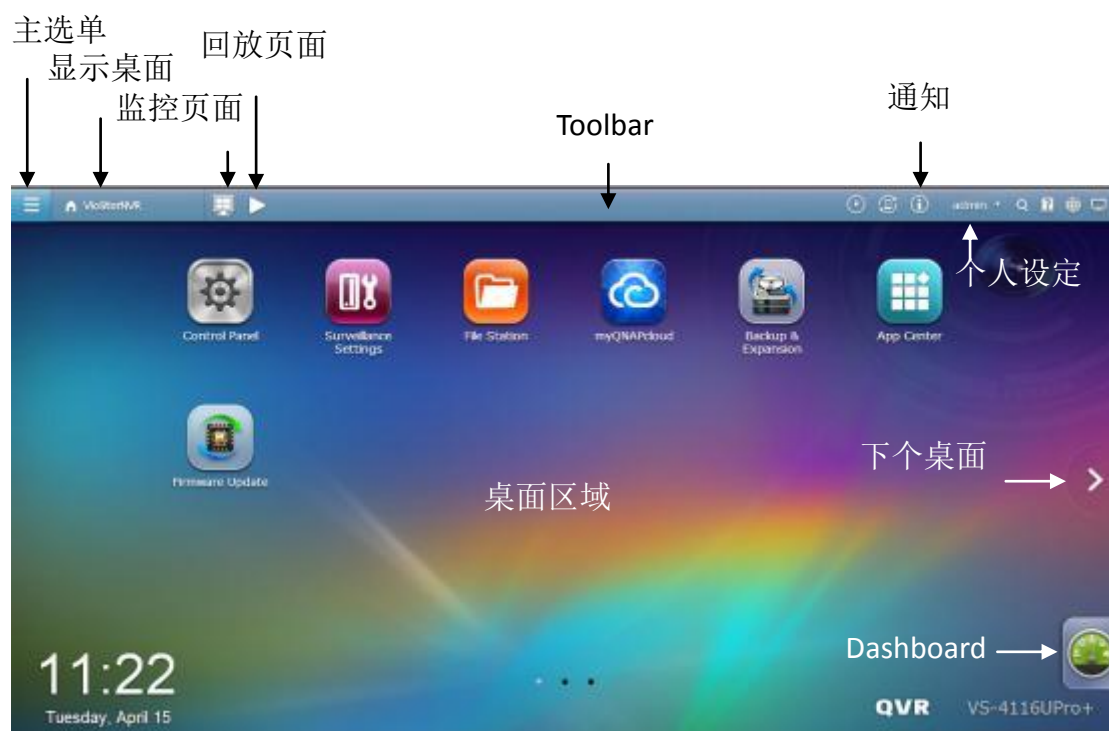 主选单
显示桌面
监控页面
回放页面
Toolbar
通知
VioStorNVR
admin
个人设定
Control Panel
Surveillance
Settings
File Station
myQNAPcloud
Backup &
Expansion
App Center
Firmware Update
桌面区域
下个桌面
Dashboard
11:22
Tuesday, April 15
QVR
VS-4116UPro+